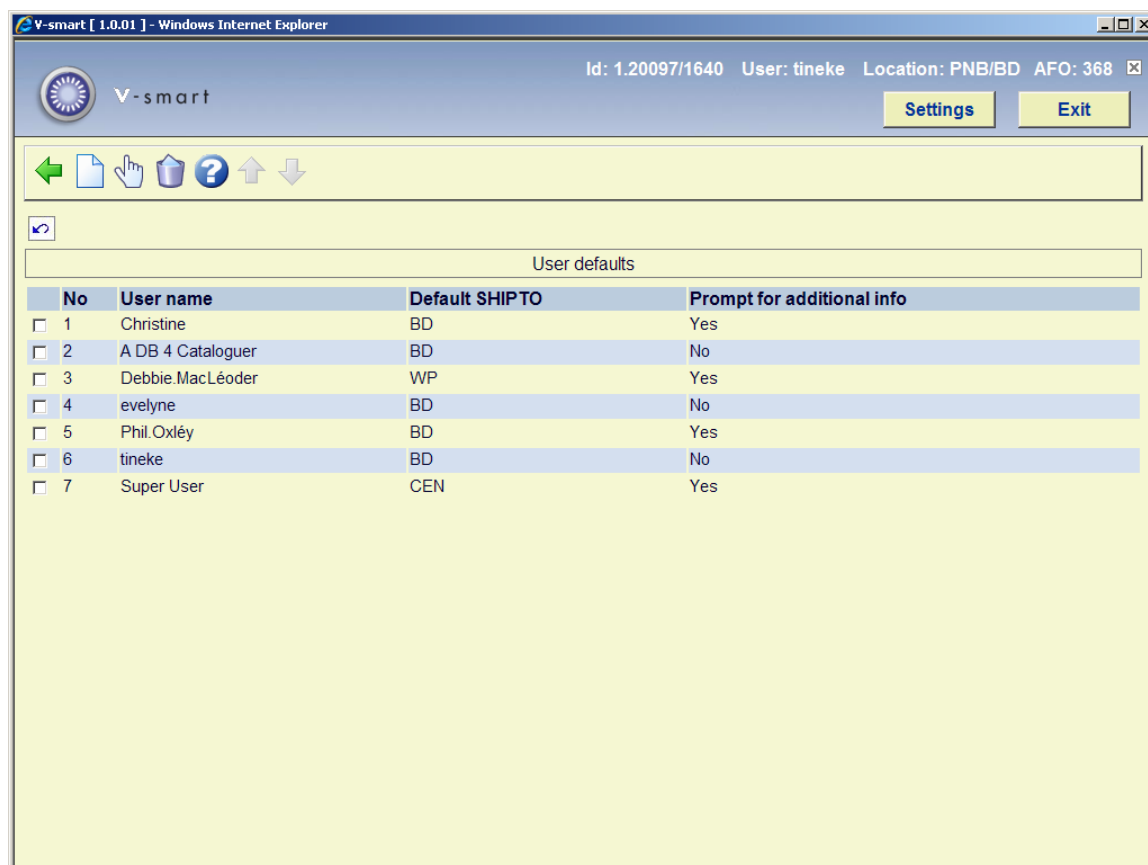 V-smart [ 1.0.01 ] - Windows Internet Explorer
Id: 1.20097/1640 User: tineke Location: PNB/BD AFO: 368
V-smart
Settings Exit
User defaults
No User name Default SHIPTO Prompt for additional info
1 Christine BD Yes
2 A DB 4 Cataloguer BD No
3 Debbie.MacLéoder WP Yes
4 evelyne BD No
5 Phil.Oxléy BD Yes
6 tineke BD No
7 Super User CEN Yes